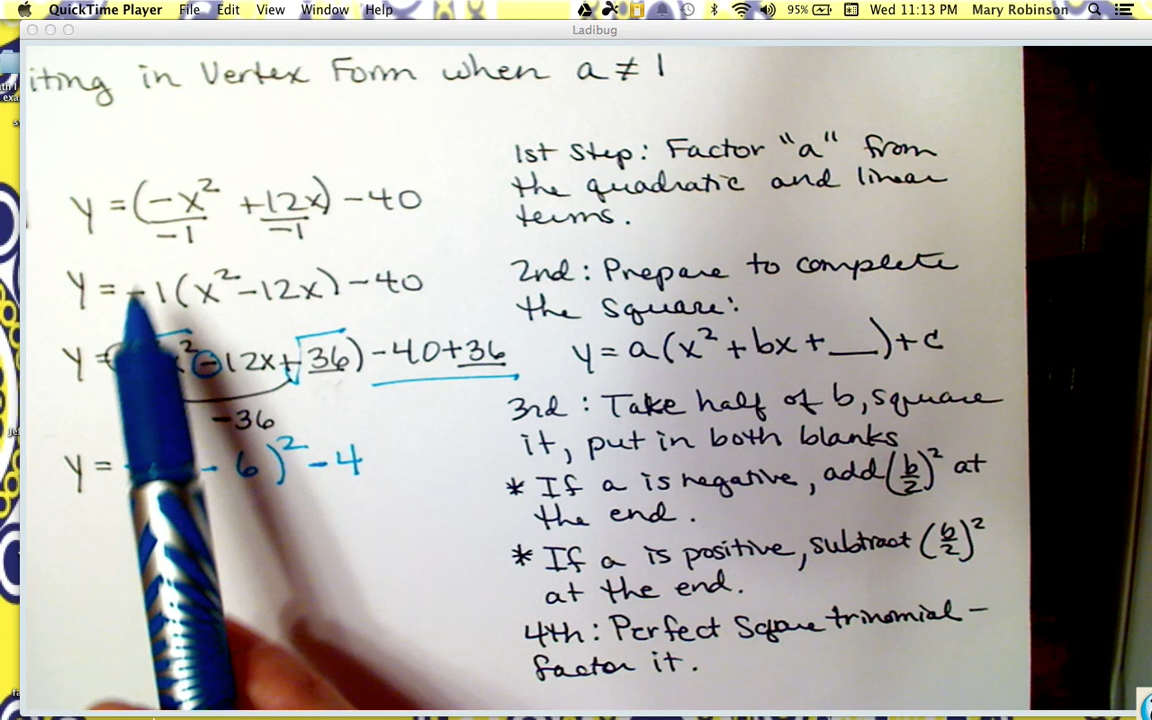 QuickTime Player File Edit View Window Help 95% Wed 11:13 PM Mary Robinson
Ladibug
iting in Vertex Form when a ≠ 1
y = (-x² + 12x) - 40
-1 -1
y = -1(x² - 12x) - 40
y = x² - 12x + 36) - 40 + 36
-36
y = - 6)² - 4
1st Step: Factor "a" from
the quadratic and linear
terms.
2nd: Prepare to complete
the square:
y = a(x² + bx + __) + c
3rd: Take half of b, square
it, put in both blanks
* If a is negative, add (b/2)² at
the end.
* If a is positive, subtract (b/2)²
at the end.
4th: Perfect Square trinomial -
factor it.